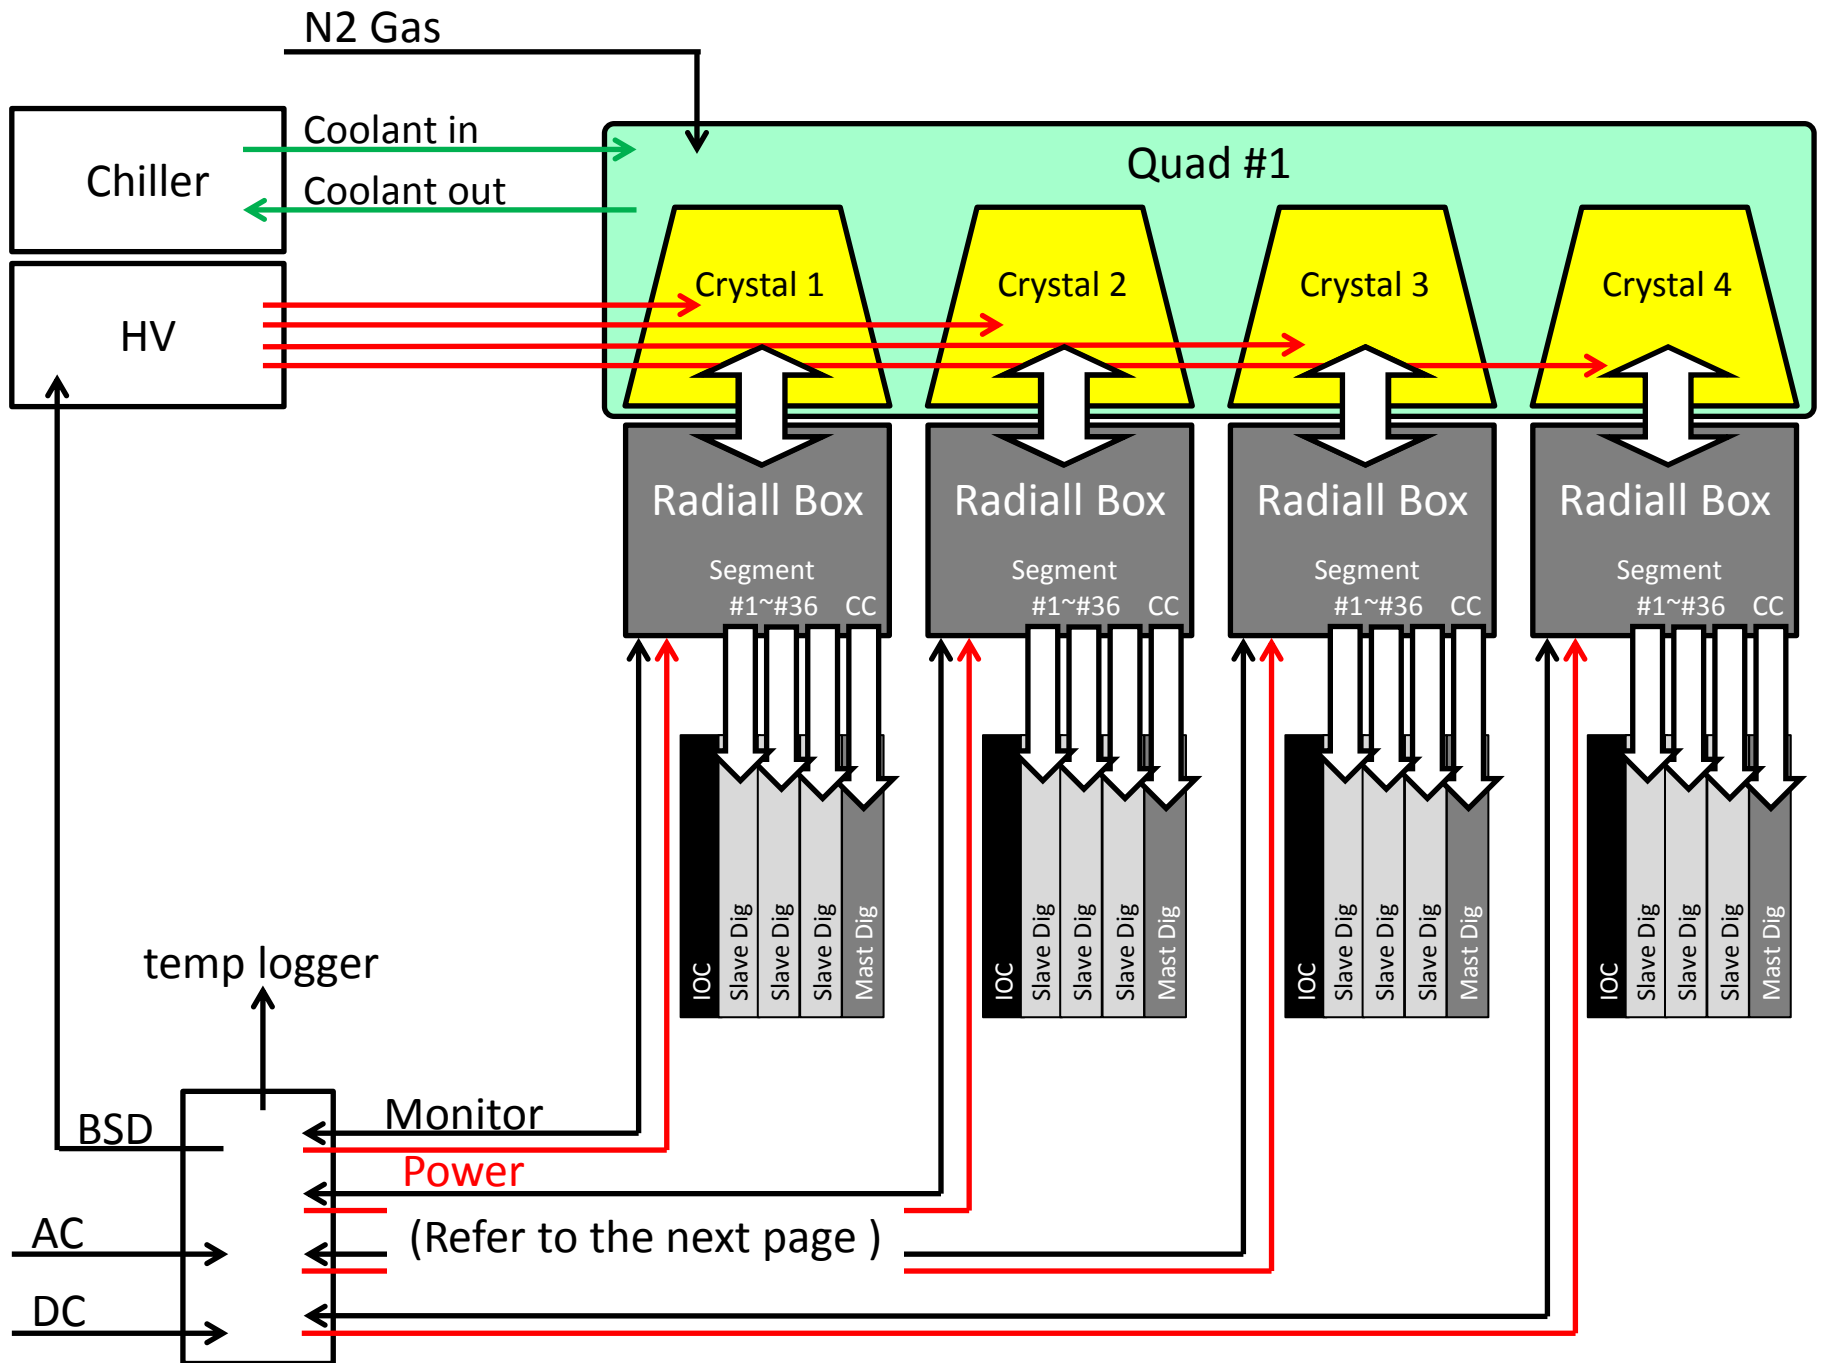 N2 Gas
Coolant in
Chiller
Coolant out
Quad #1
HV
Crystal 1
Crystal 2
Crystal 3
Crystal 4
Radiall Box
Segment
#1~#36 CC
Radiall Box
Segment
#1~#36 CC
Radiall Box
Segment
#1~#36 CC
Radiall Box
Segment
#1~#36 CC
IOC
Slave Dig
Slave Dig
Slave Dig
Mast Dig
IOC
Slave Dig
Slave Dig
Slave Dig
Mast Dig
IOC
Slave Dig
Slave Dig
Slave Dig
Mast Dig
IOC
Slave Dig
Slave Dig
Slave Dig
Mast Dig
temp logger
BSD
Monitor
Power
(Refer to the next page )
AC
DC